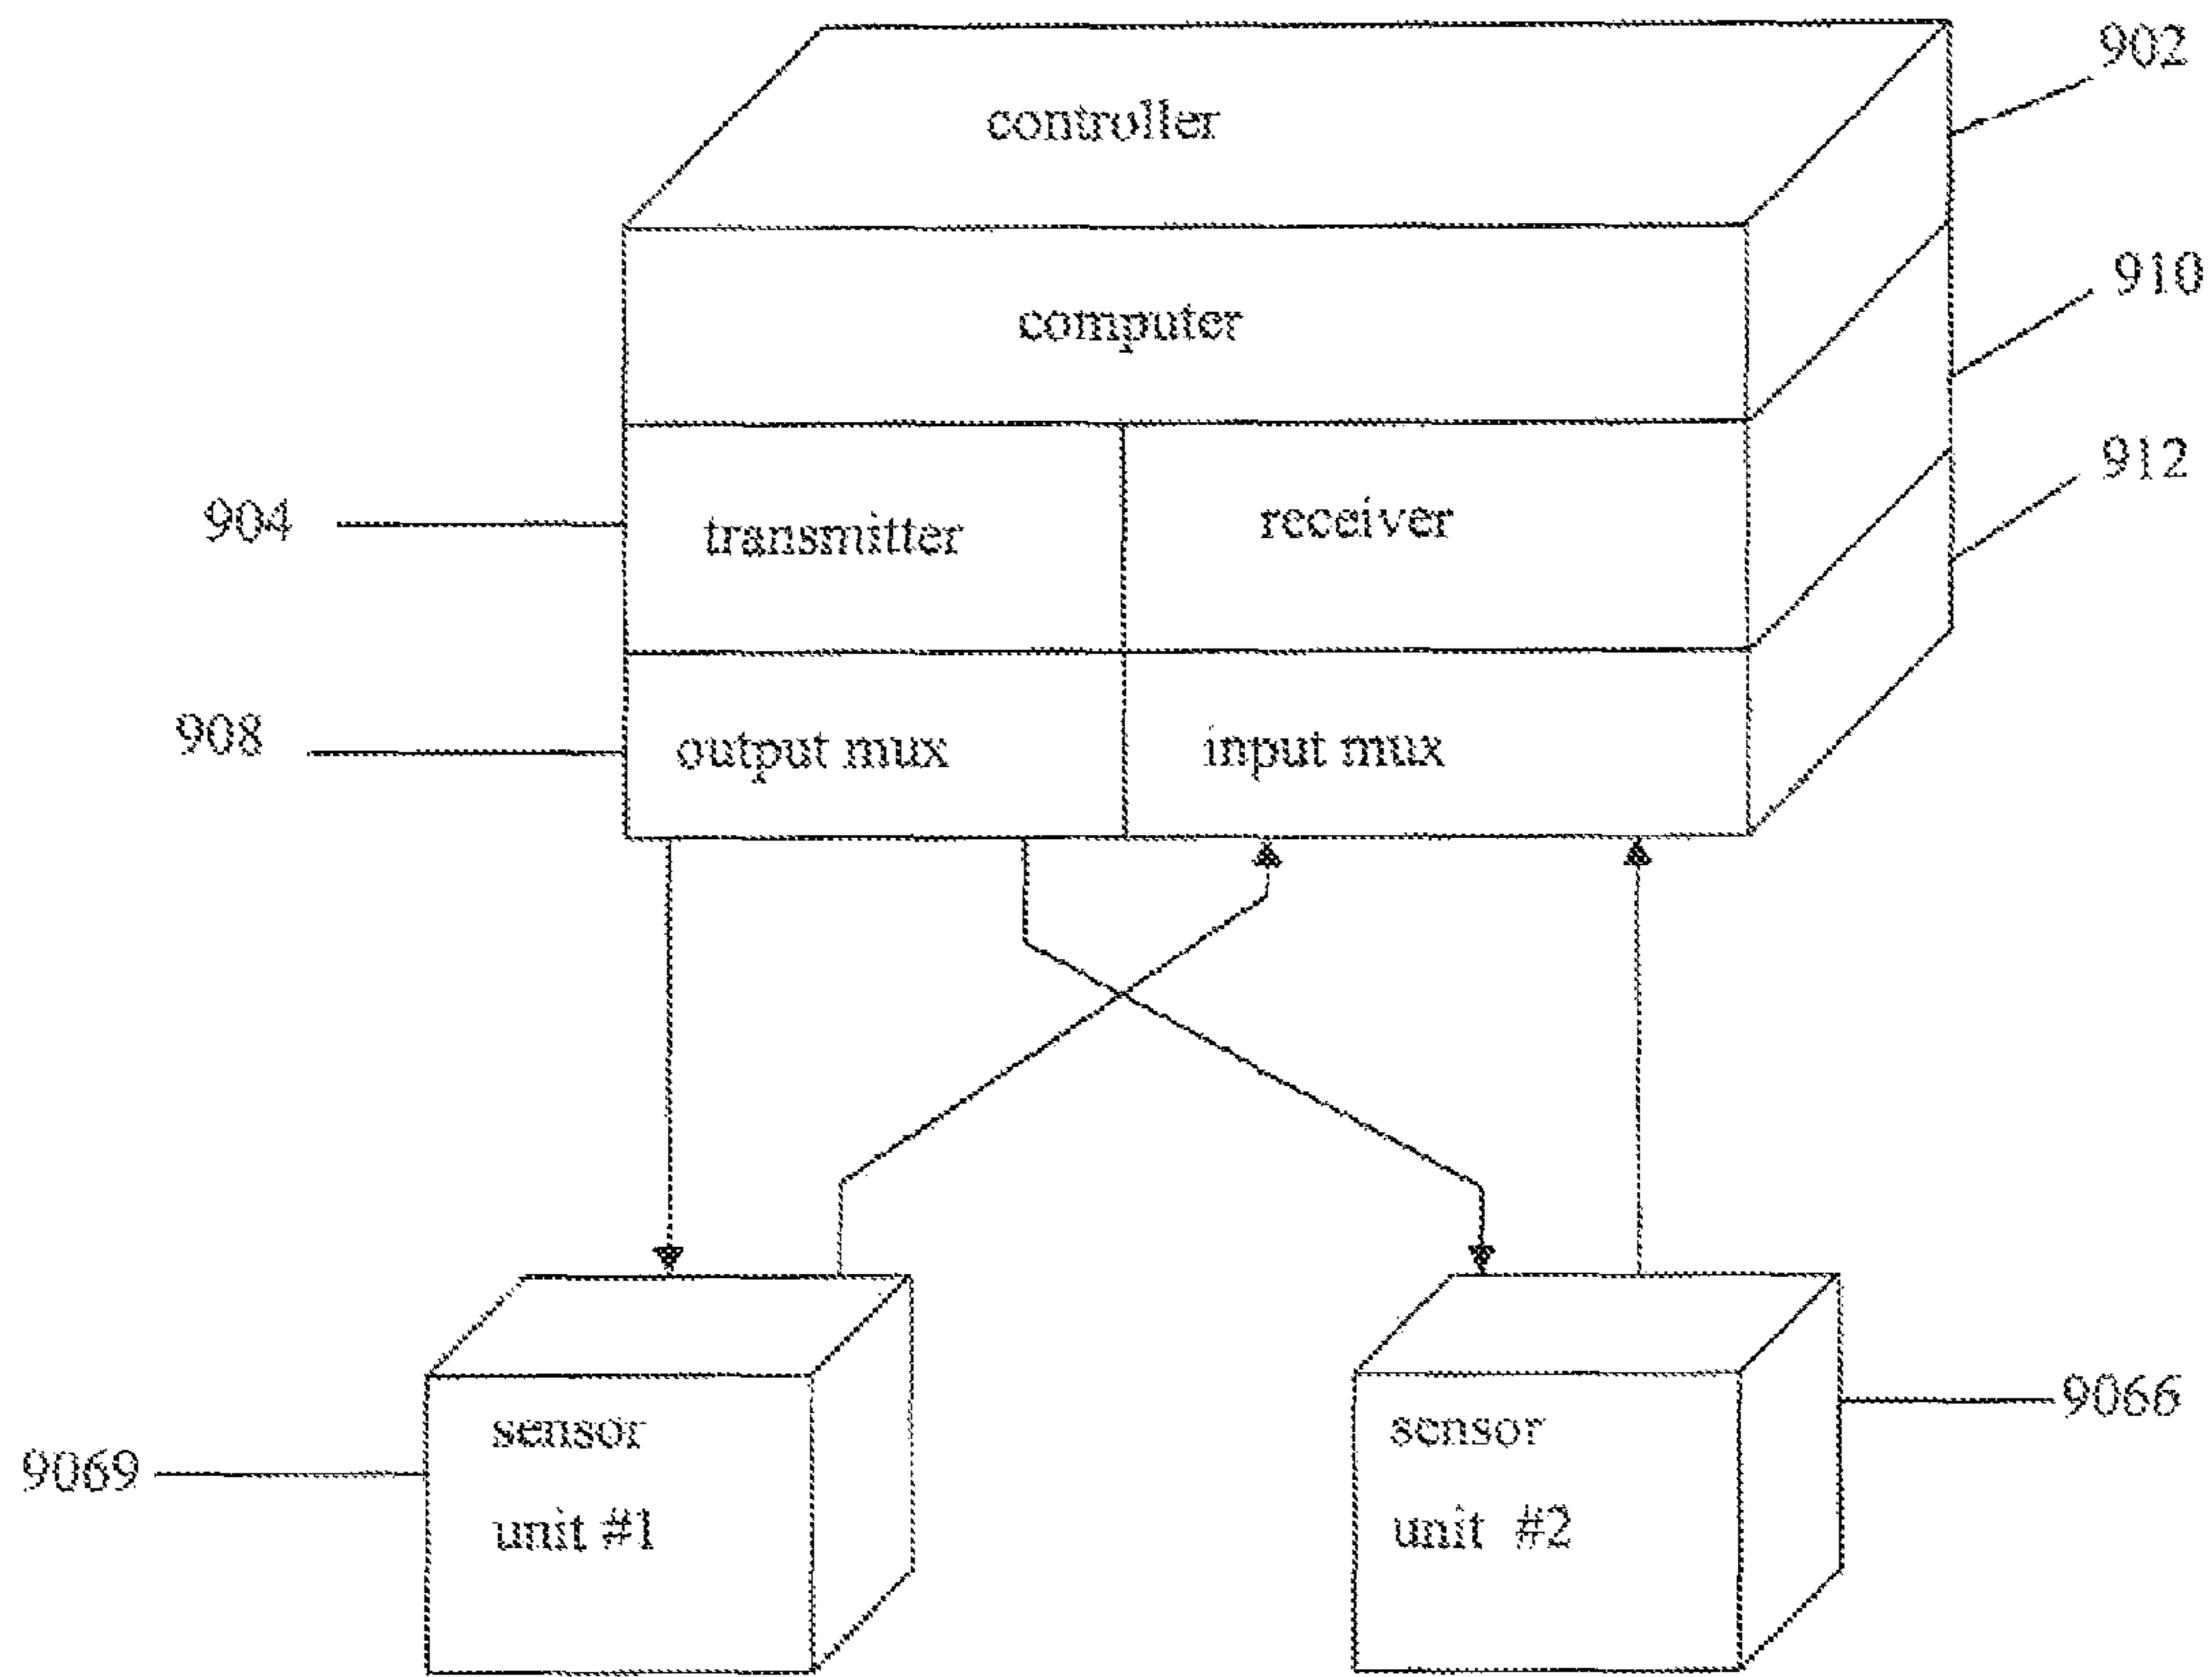 controller
902
computer
910
904
transmitter
receiver
912
908
output mux
input mux
9069
sensor
unit #1
sensor
unit #2
9066